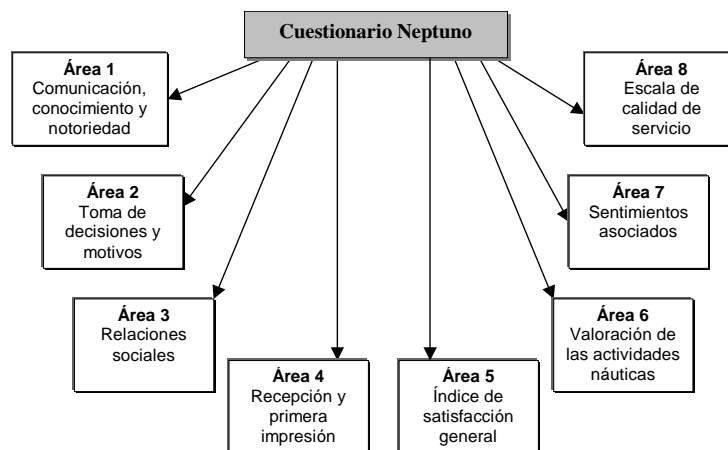 Cuestionario Neptuno
Área 1
Comunicación,
conocimiento y
notoriedad
Área 2
Toma de
decisiones y
motivos
Área 3
Relaciones
sociales
Área 4
Recepción y
primera
impresión
Área 5
Índice de
satisfacción
general
Área 6
Valoración de
las actividades
náuticas
Área 7
Sentimientos
asociados
Área 8
Escala de
calidad de
servicio